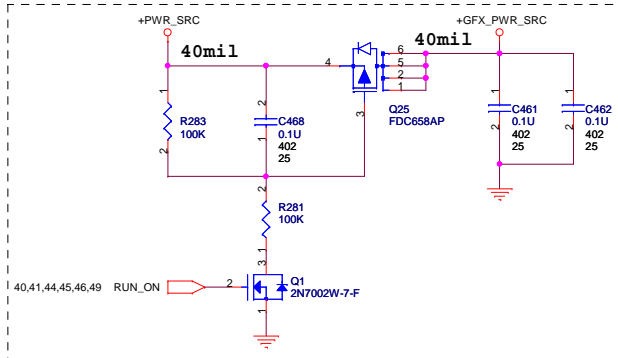 +PWR_SRC
+GFX_PWR_SRC
40mil
40mil
4
6
5
2
1
3
Q25
FDC658AP
1
R283
100K
2
2
C468
0.1U
402
25
1
1
C461
0.1U
402
25
2
1
C462
0.1U
402
25
2
2
R281
100K
1
3
40,41,44,45,46,49 RUN_ON
2
Q1
2N7002W-7-F
1